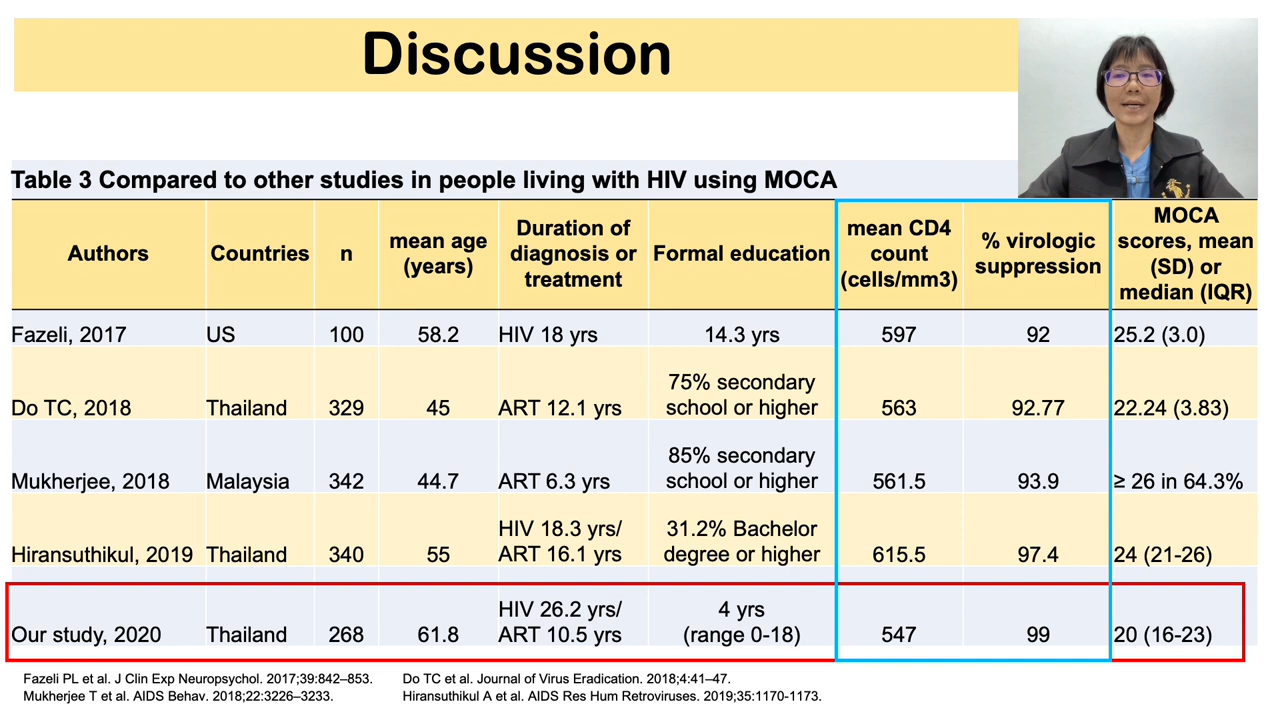 Discussion
Table 3 Compared to other studies in people living with HIV using MOCA
Authors Countries n mean age (years) Duration of diagnosis or treatment Formal education mean CD4 count (cells/mm3) % virologic suppression MOCA scores, mean (SD) or median (IQR)
Fazeli, 2017 US 100 58.2 HIV 18 yrs 14.3 yrs 597 92 25.2 (3.0)
Do TC, 2018 Thailand 329 45 ART 12.1 yrs 75% secondary school or higher 563 92.77 22.24 (3.83)
Mukherjee, 2018 Malaysia 342 44.7 ART 6.3 yrs 85% secondary school or higher 561.5 93.9 ≥ 26 in 64.3%
Hiransuthikul, 2019 Thailand 340 55 HIV 18.3 yrs/ ART 16.1 yrs 31.2% Bachelor degree or higher 615.5 97.4 24 (21-26)
Our study, 2020 Thailand 268 61.8 HIV 26.2 yrs/ ART 10.5 yrs 4 yrs (range 0-18) 547 99 20 (16-23)
Fazeli PL et al. J Clin Exp Neuropsychol. 2017;39:842–853. Do TC et al. Journal of Virus Eradication. 2018;4:41–47.
Mukherjee T et al. AIDS Behav. 2018;22:3226–3233. Hiransuthikul A et al. AIDS Res Hum Retroviruses. 2019;35:1170-1173.